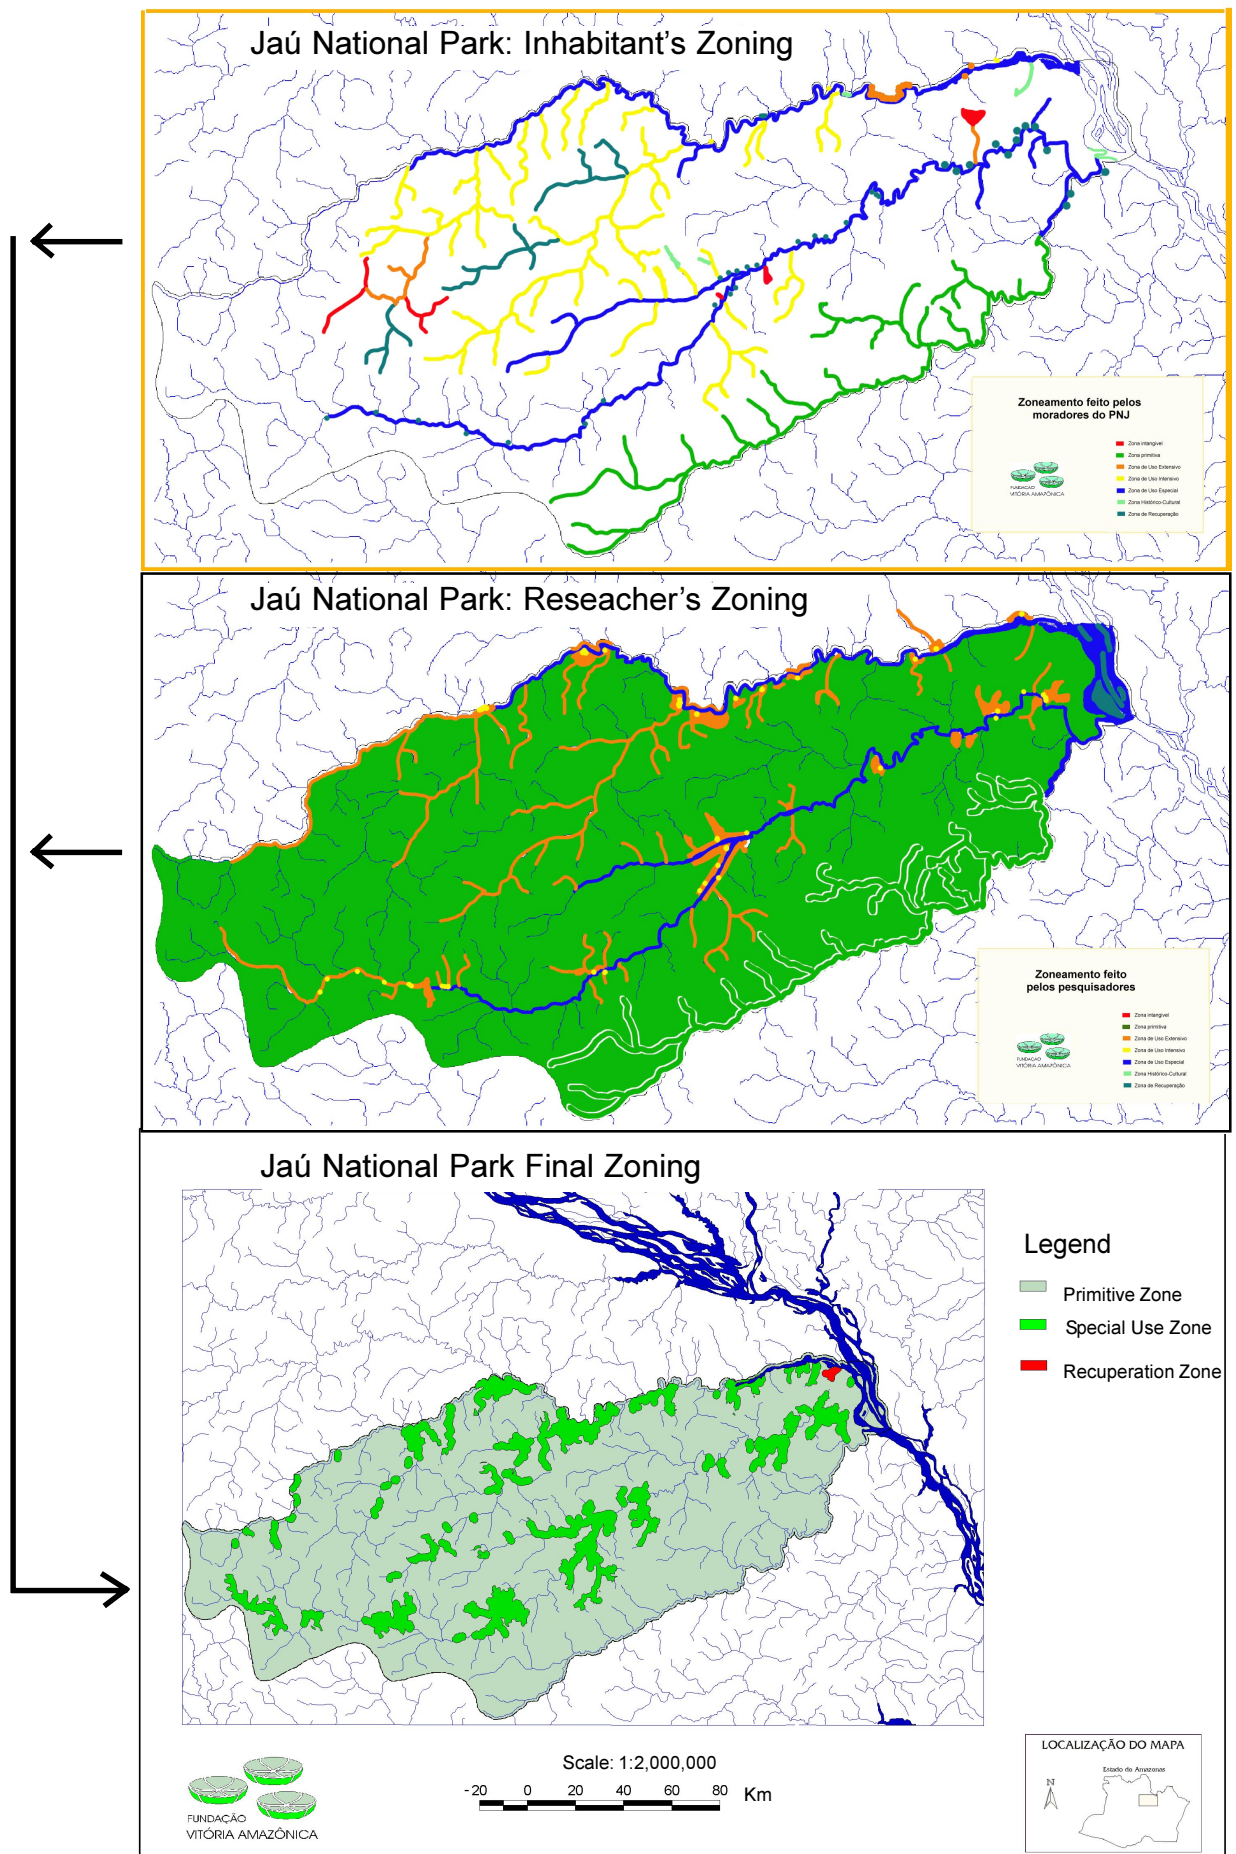 Jaú National Park: Inhabitant's Zoning
Zoneamento feito pelos
moradores do PNJ
Zona intangível
Zona primitiva
Zona de Uso Extensivo
Zona de Uso Intensivo
Zona de Uso Especial
Zona Histórico-Cultural
Zona de Recuperação
FUNDAÇÃO
VITÓRIA AMAZÔNICA
Jaú National Park: Reseacher's Zoning
Zoneamento feito
pelos pesquisadores
Zona intangível
Zona primitiva
Zona de Uso Extensivo
Zona de Uso Intensivo
Zona de Uso Especial
Zona Histórico-Cultural
Zona de Recuperação
FUNDAÇÃO
VITÓRIA AMAZÔNICA
Jaú National Park Final Zoning
Legend
Primitive Zone
Special Use Zone
Recuperation Zone
FUNDAÇÃO
VITÓRIA AMAZÔNICA
Scale: 1:2,000,000
-20 0 20 40 60 80 Km
LOCALIZAÇÃO DO MAPA
Estado do Amazonas
N